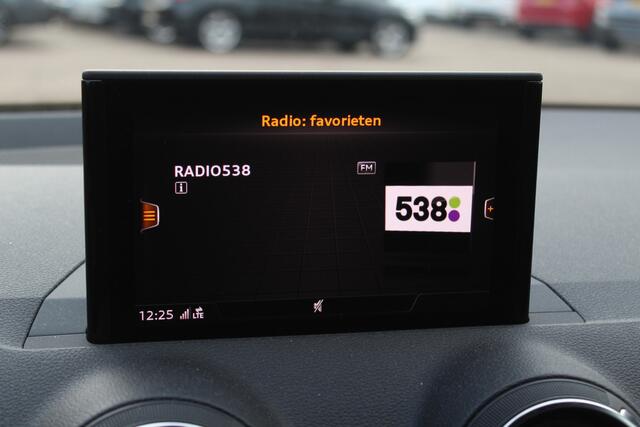 Radio: favorieten
RADIO538
FM
i
538
+
12:25 LTE